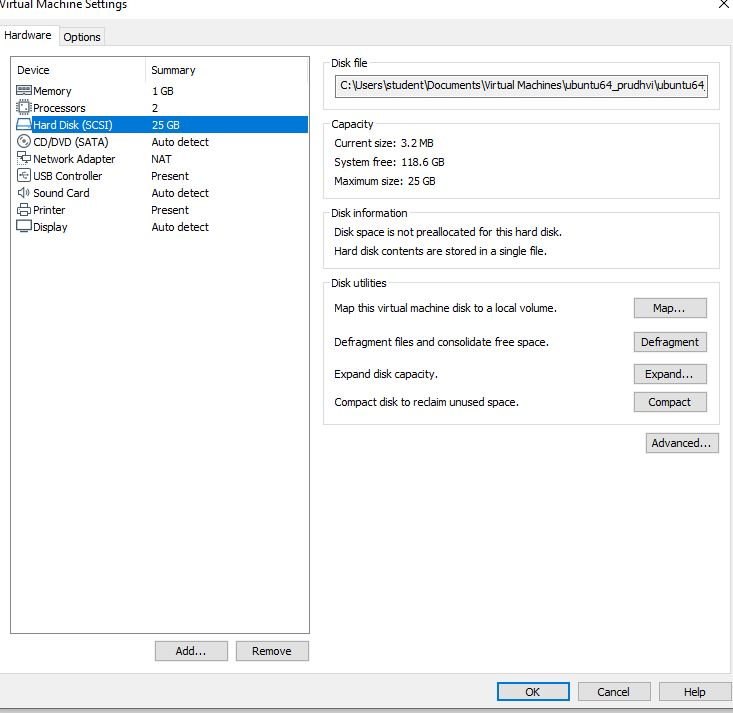 Virtual Machine Settings
Hardware
Options
Device Summary
Memory 1 GB
Processors 2
Hard Disk (SCSI) 25 GB
CD/DVD (SATA) Auto detect
Network Adapter NAT
USB Controller Present
Sound Card Auto detect
Printer Present
Display Auto detect
Add...
Remove
Disk file
C:\Users\student\Documents\Virtual Machines\ubuntu64_prudhvi\ubuntu64_
Capacity
Current size: 3.2 MB
System free: 118.6 GB
Maximum size: 25 GB
Disk information
Disk space is not preallocated for this hard disk.
Hard disk contents are stored in a single file.
Disk utilities
Map this virtual machine disk to a local volume. Map...
Defragment files and consolidate free space. Defragment
Expand disk capacity. Expand...
Compact disk to reclaim unused space. Compact
Advanced...
OK
Cancel
Help